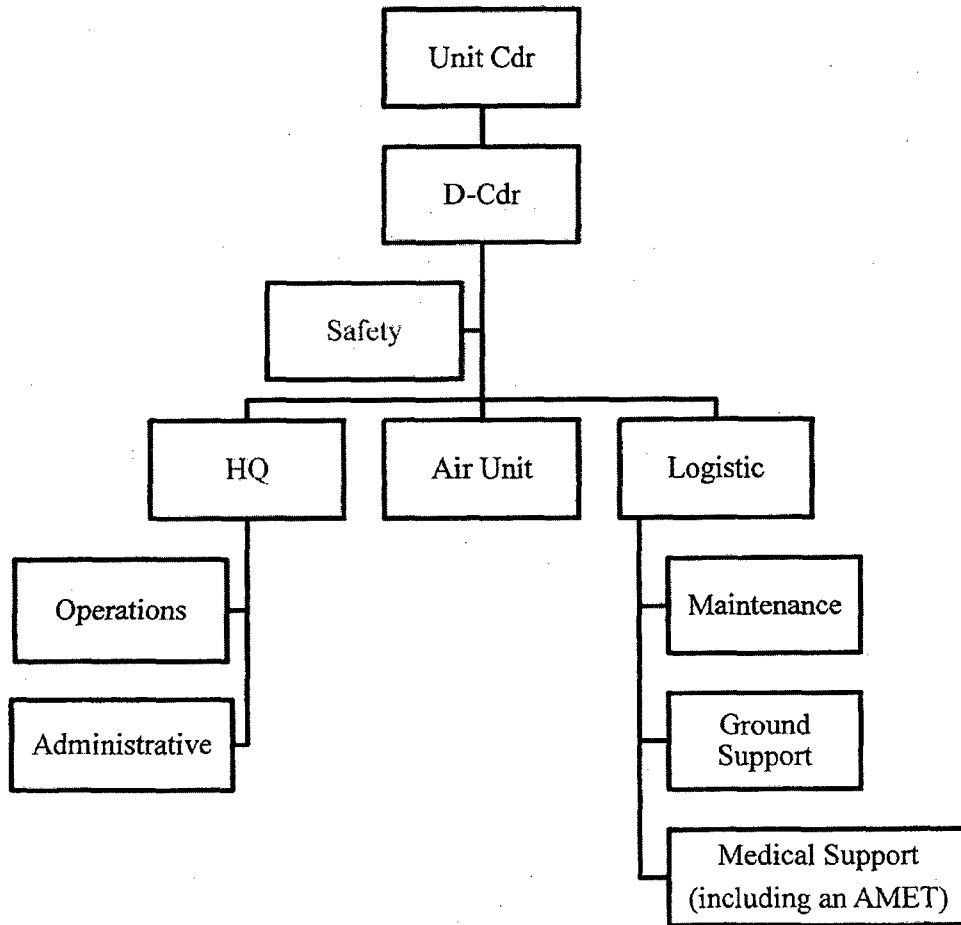 Unit Cdr
D-Cdr
Safety
HQ
Air Unit
Logistic
Operations
Maintenance
Administrative
Ground
Support
Medical Support
(including an AMET)